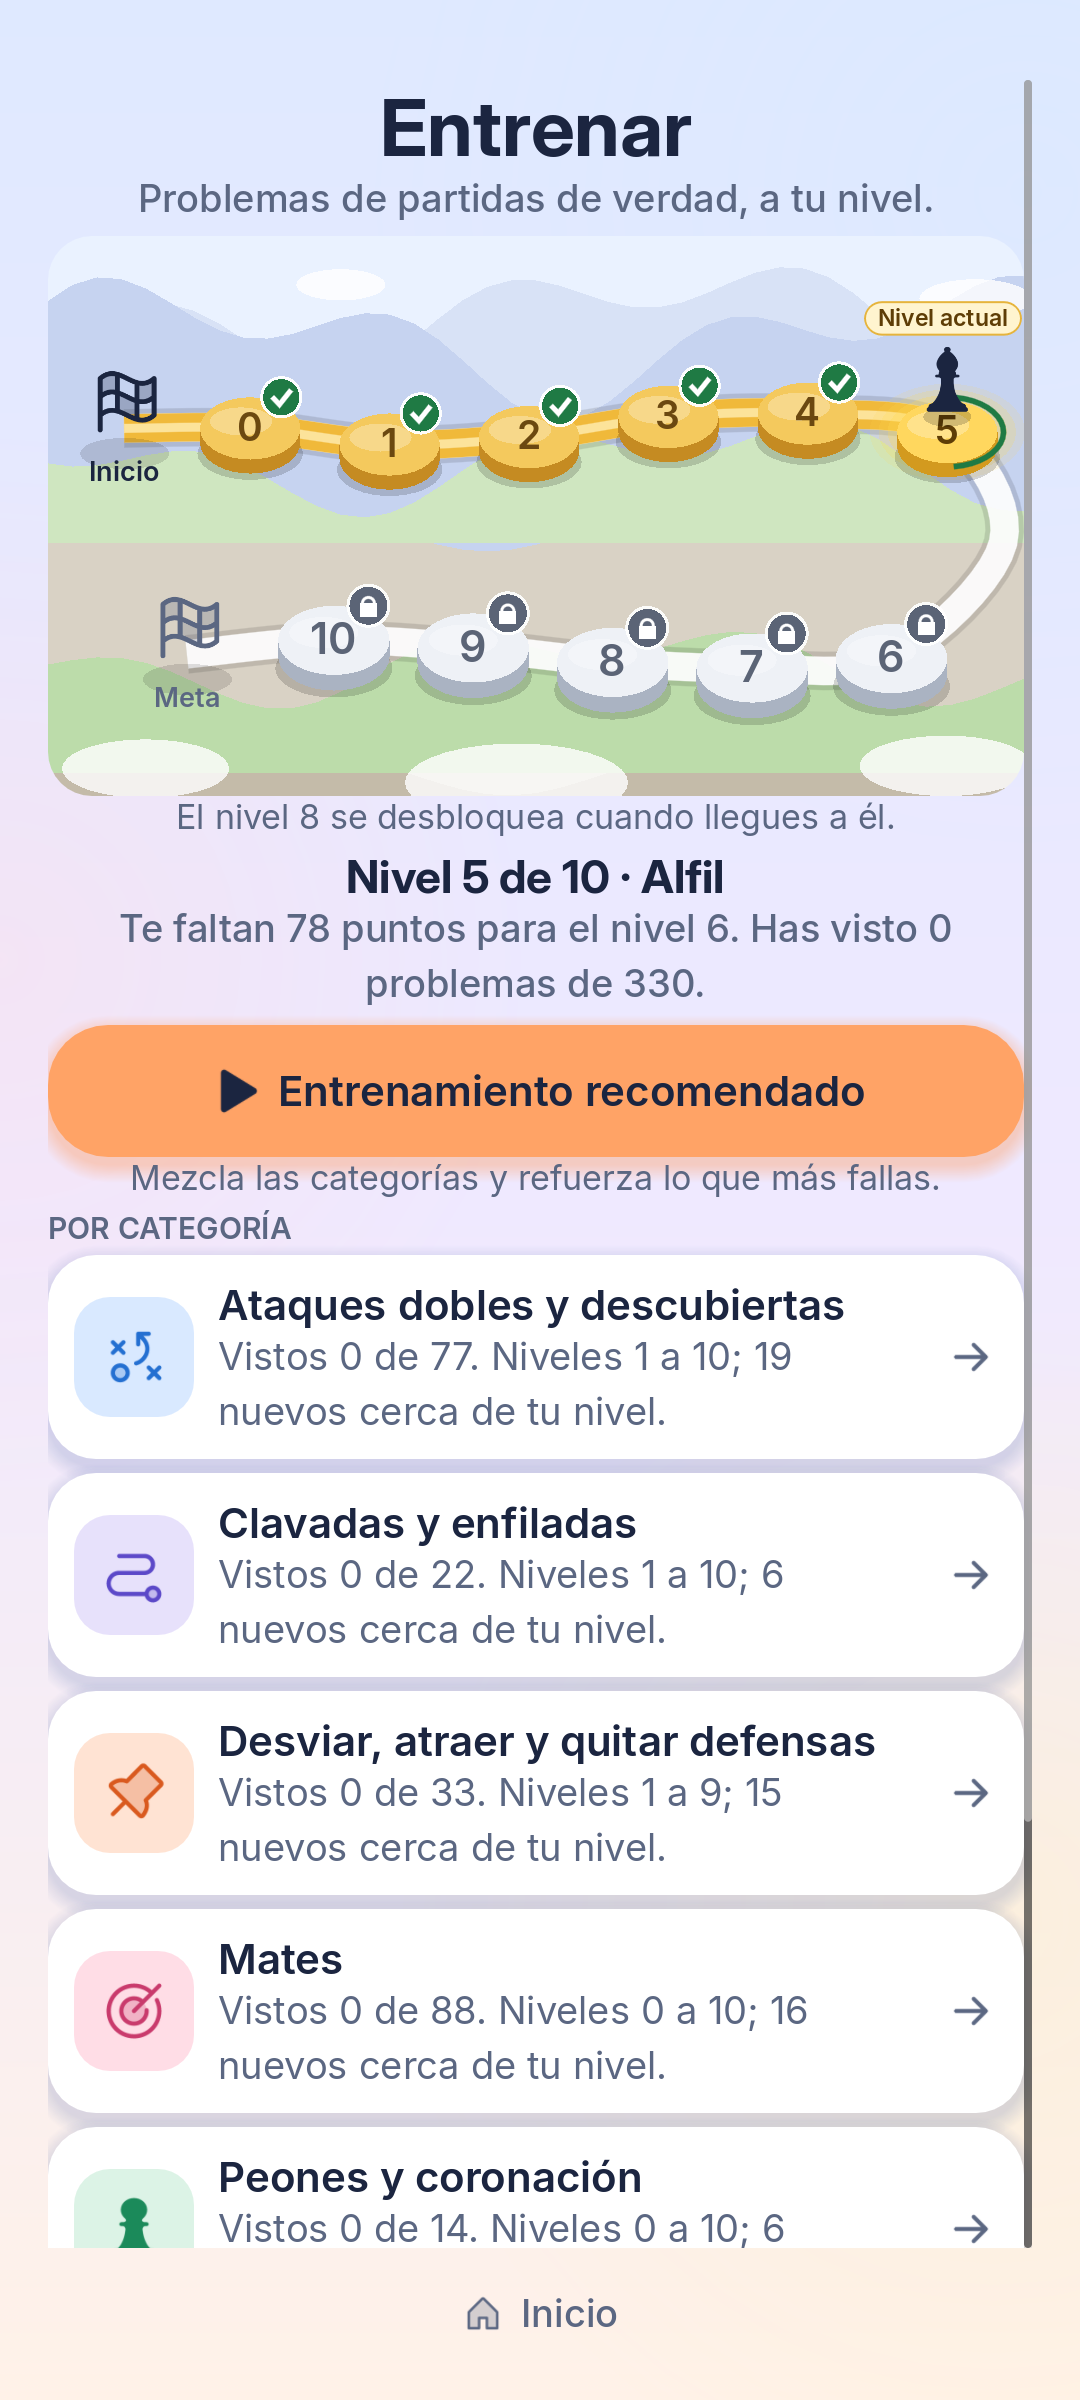 Entrenar
Problemas de partidas de verdad, a tu nivel.
Nivel actual
0
1
2
3
4
5
Inicio
10
9
8
7
6
Meta
El nivel 8 se desbloquea cuando llegues a él.
Nivel 5 de 10 · Alfil
Te faltan 78 puntos para el nivel 6. Has visto 0
problemas de 330.
Entrenamiento recomendado
Mezcla las categorías y refuerza lo que más fallas.
POR CATEGORÍA
Ataques dobles y descubiertas
Vistos 0 de 77. Niveles 1 a 10; 19
nuevos cerca de tu nivel.
Clavadas y enfiladas
Vistos 0 de 22. Niveles 1 a 10; 6
nuevos cerca de tu nivel.
Desviar, atraer y quitar defensas
Vistos 0 de 33. Niveles 1 a 9; 15
nuevos cerca de tu nivel.
Mates
Vistos 0 de 88. Niveles 0 a 10; 16
nuevos cerca de tu nivel.
Peones y coronación
Vistos 0 de 14. Niveles 0 a 10; 6
Inicio